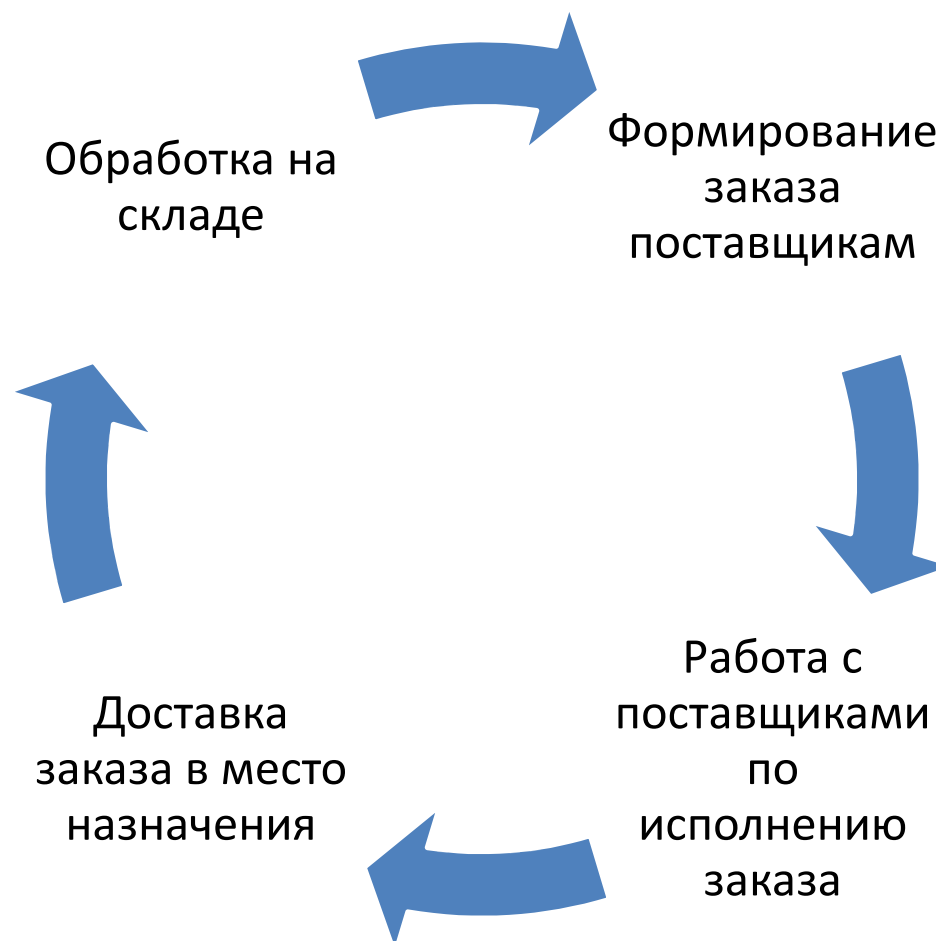 Обработка на
складе
Формирование
заказа
поставщикам
Работа с
поставщиками
по
исполнению
заказа
Доставка
заказа в место
назначения